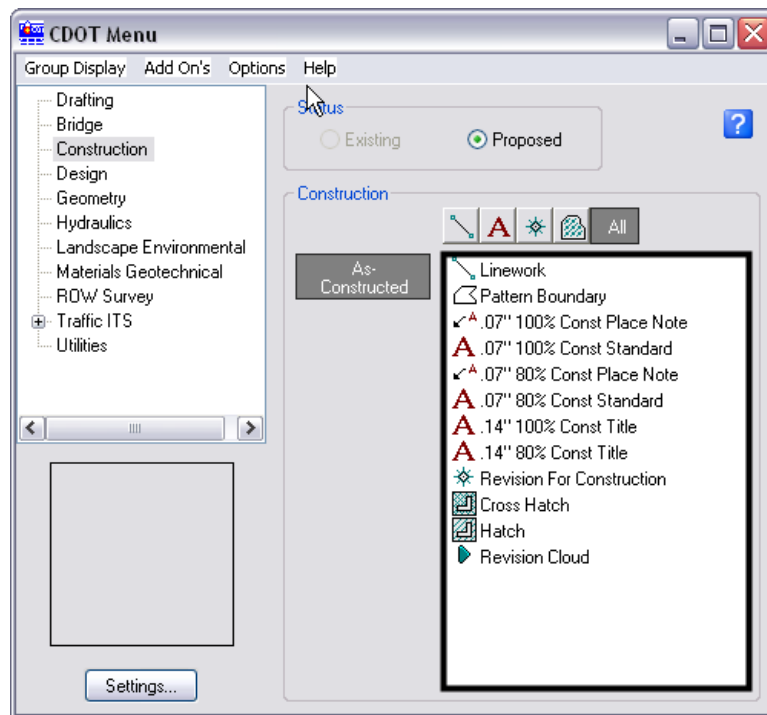 CDOT Menu
Group Display Add On's Options Help
Drafting
Bridge
Construction
Design
Geometry
Hydraulics
Landscape Environmental
Materials Geotechnical
ROW Survey
Traffic ITS
Utilities
Settings...
Status
Existing
Proposed
?
Construction
A
All
As-
Constructed
Linework
Pattern Boundary
A .07" 100% Const Place Note
A .07" 100% Const Standard
A .07" 80% Const Place Note
A .07" 80% Const Standard
A .14" 100% Const Title
A .14" 80% Const Title
Revision For Construction
Cross Hatch
Hatch
Revision Cloud